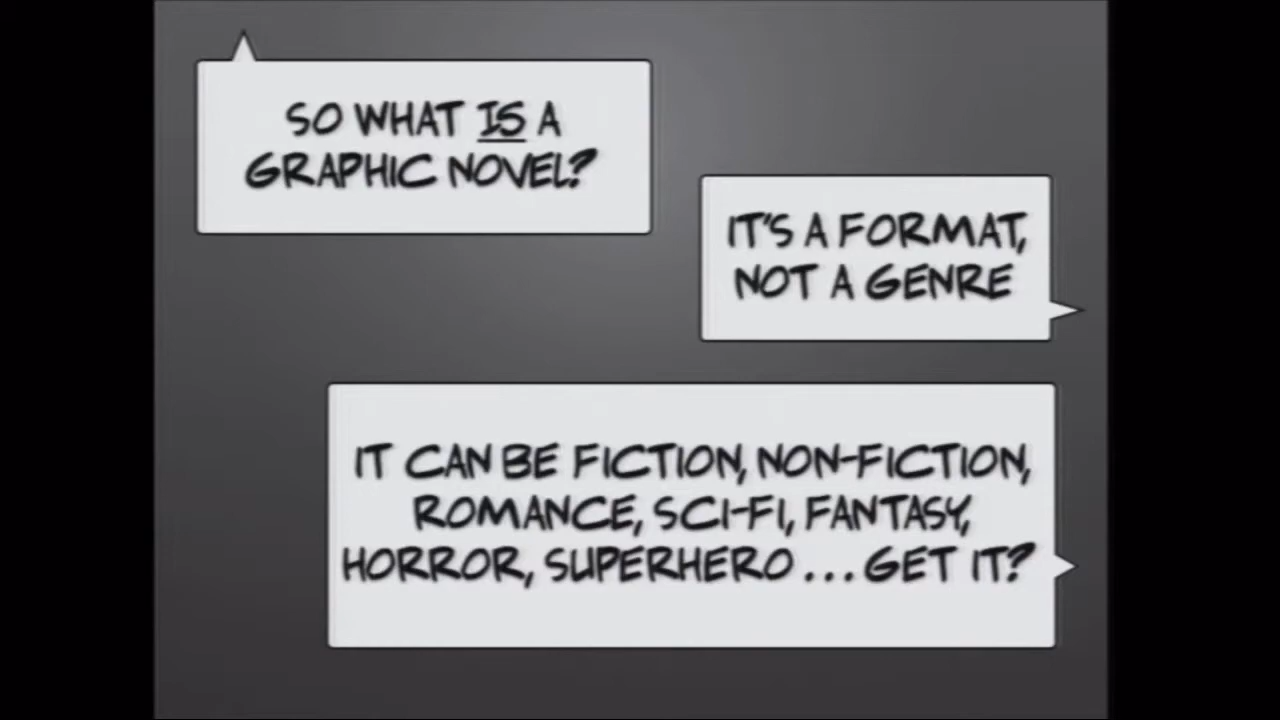 SO WHAT IS A
GRAPHIC NOVEL?
IT'S A FORMAT,
NOT A GENRE
IT CAN BE FICTION, NON-FICTION,
ROMANCE, SCI-FI, FANTASY,
HORROR, SUPERHERO...GET IT?